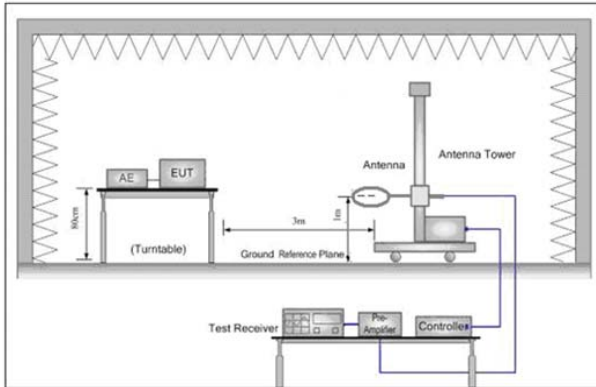 Antenna Tower
Antenna
AE
EUT
80cm
1m
3m
(Turntable)
Ground Reference Plane
Test Receiver
Pre-
Amplifier
Controller